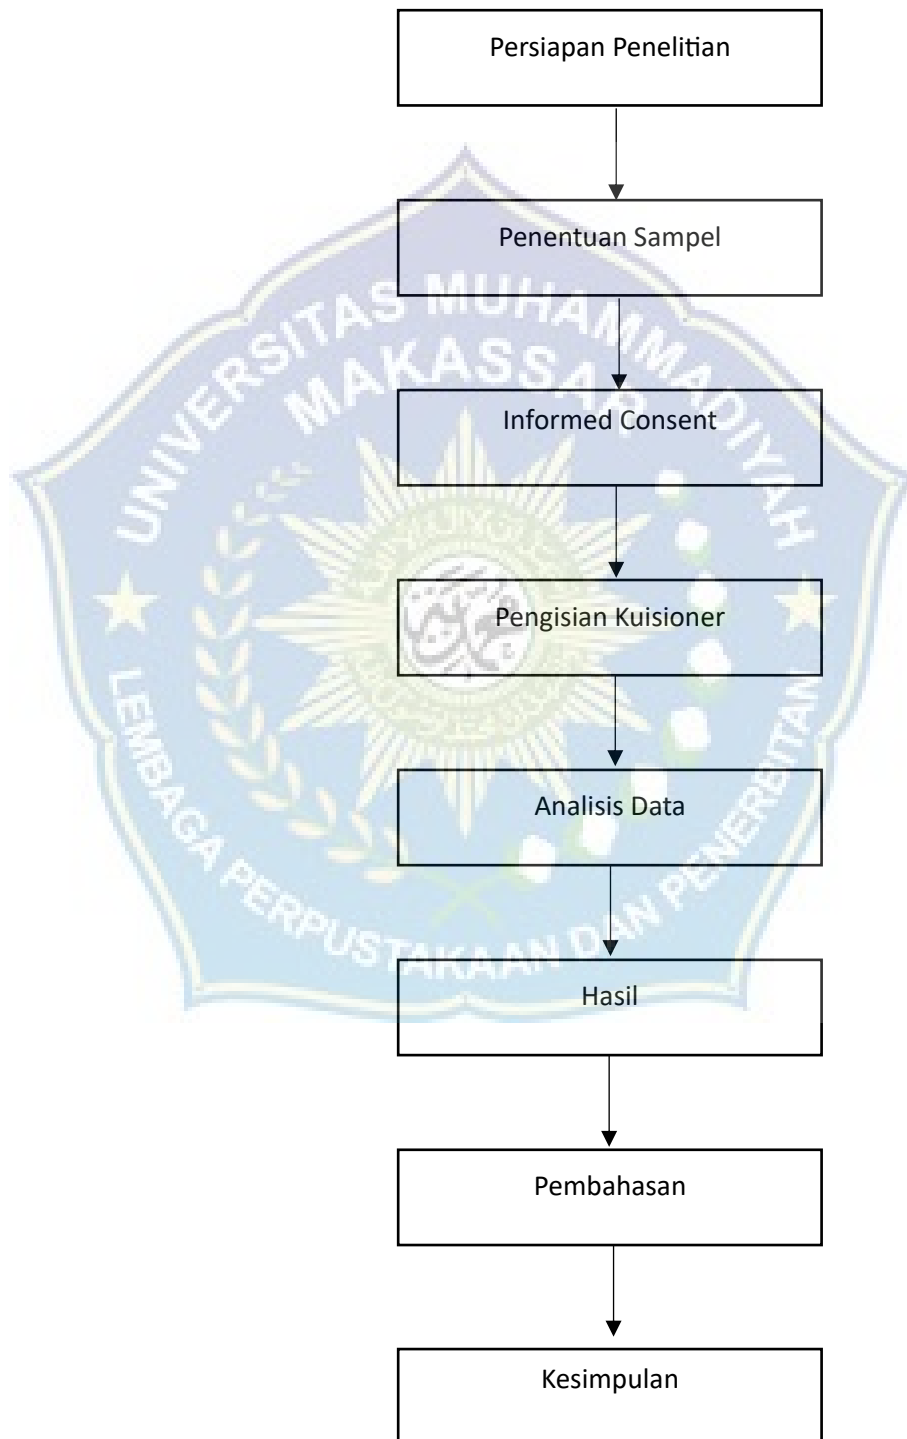 Persiapan Penelitian
Penentuan Sampel
UNIVERSITAS MUHAMMADIYAH
MAKASSAR
Informed Consent
Pengisian Kuisioner
Analisis Data
LEMBAGA PERPUSTAKAAN DAN PENERBITAN
Hasil
Pembahasan
Kesimpulan